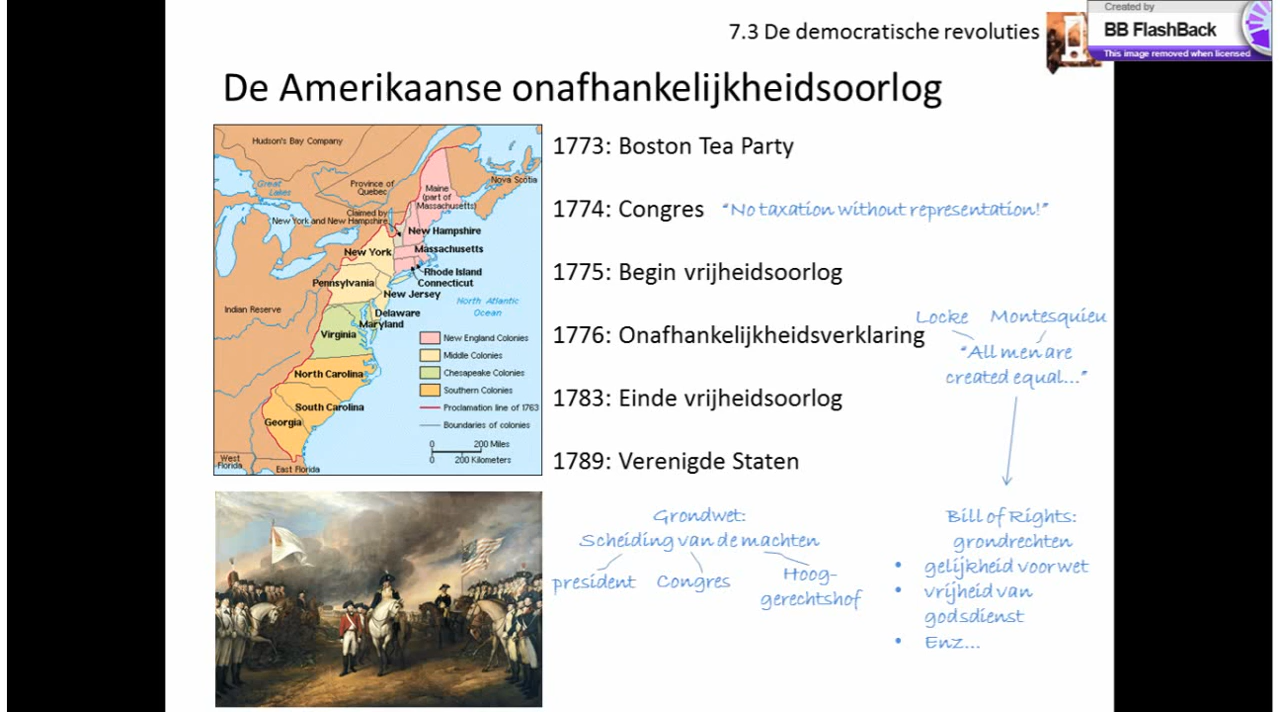 7.3 De democratische revoluties
Created by
BB FlashBack
This image removed when licensed
De Amerikaanse onafhankelijkheidsoorlog
Hudson's Bay Company
Great
Lakes
Province of
Quebec
Nova Scotia
Maine
(part of
Massachusetts)
Claimed by
New York and New Hampshire
New Hampshire
New York
Massachusetts
Rhode Island
Connecticut
Pennsylvania
New Jersey
North Atlantic
Ocean
Indian Reserve
Delaware
Maryland
Virginia
New England Colonies
Middle Colonies
North Carolina
Chesapeake Colonies
Southern Colonies
South Carolina
Proclamation line of 1763
Georgia
Boundaries of colonies
0 200 Miles
0 200 Kilometers
West
Florida
East Florida
1773: Boston Tea Party
1774: Congres "No taxation without representation!"
1775: Begin vrijheidsoorlog
1776: Onafhankelijkheidsverklaring
Locke Montesquieu
"All men are
created equal..."
1783: Einde vrijheidsoorlog
1789: Verenigde Staten
Grondwet:
Scheiding van de machten
president Congres Hoog-
gerechtshof
Bill of Rights:
grondrechten
• gelijkheid voor wet
• vrijheid van
godsdienst
• Enz...